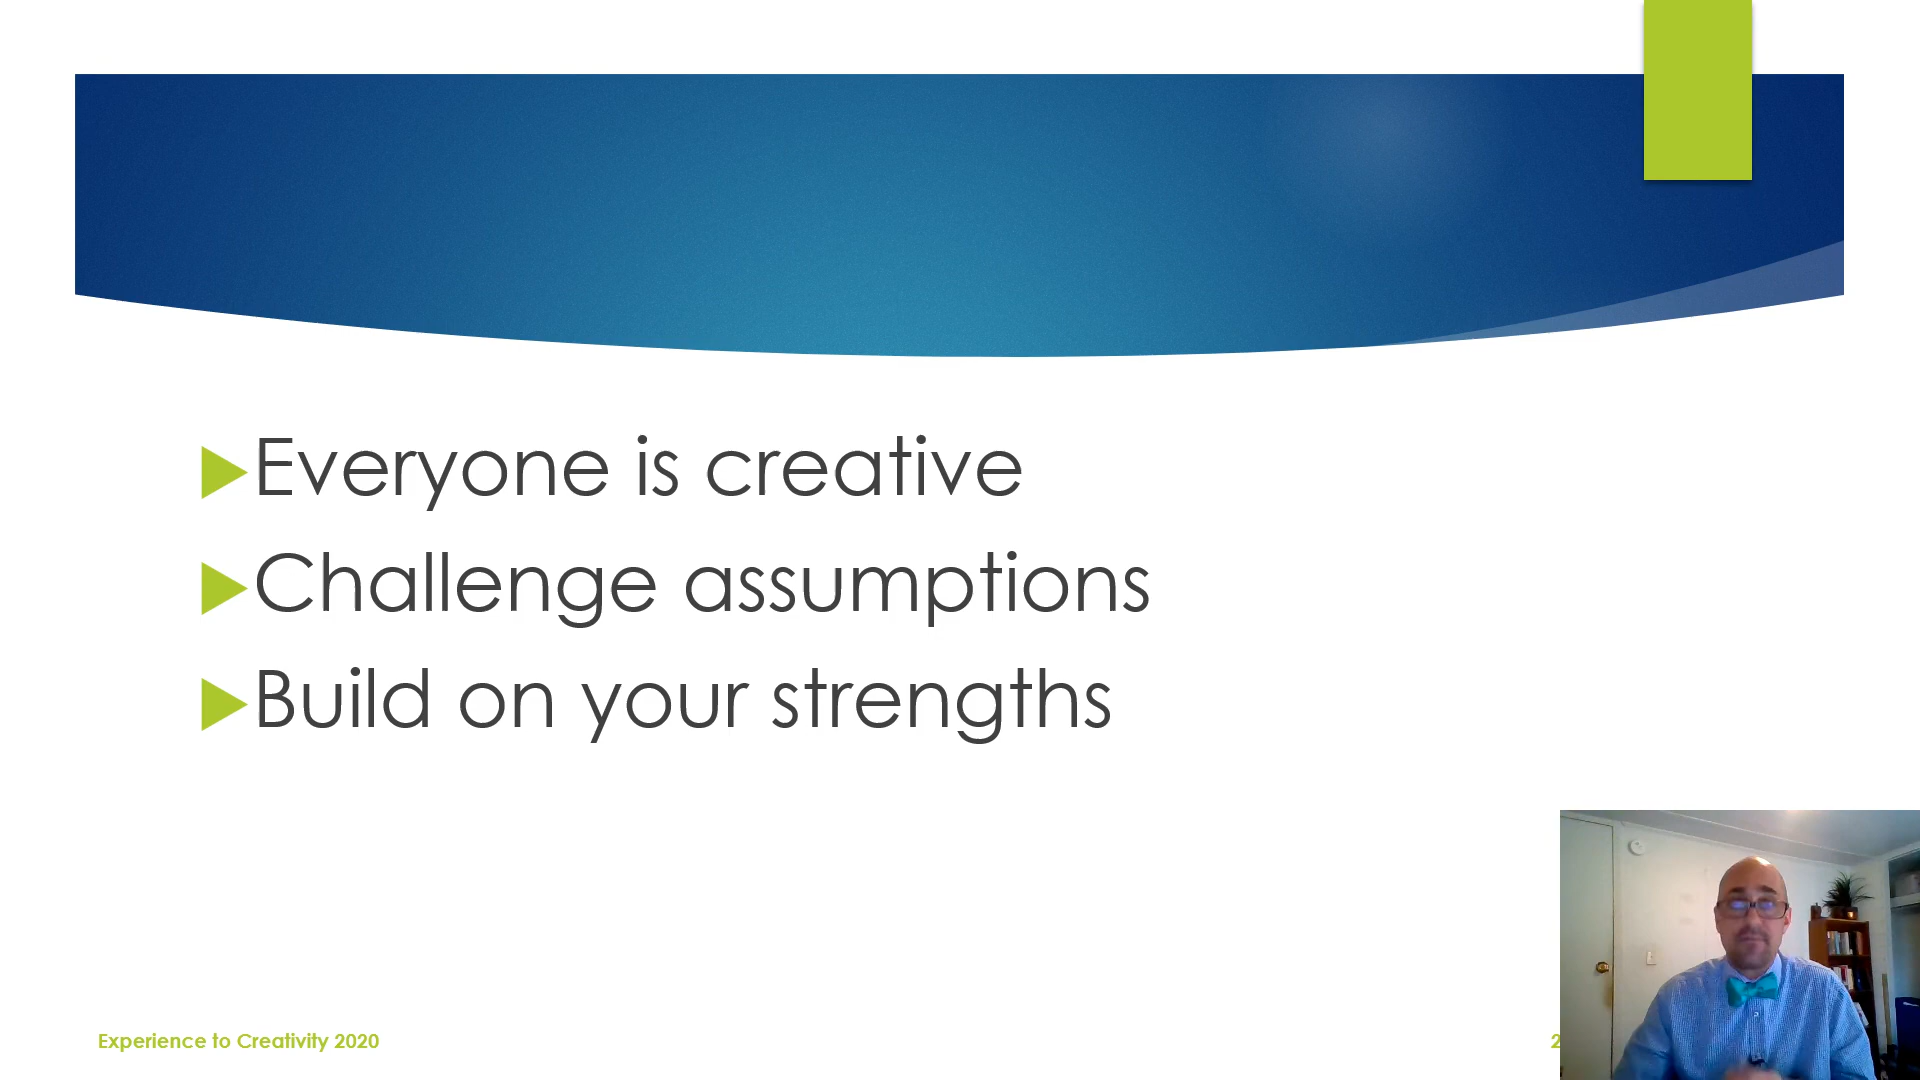 Everyone is creative
Challenge assumptions
Build on your strengths
Experience to Creativity 2020